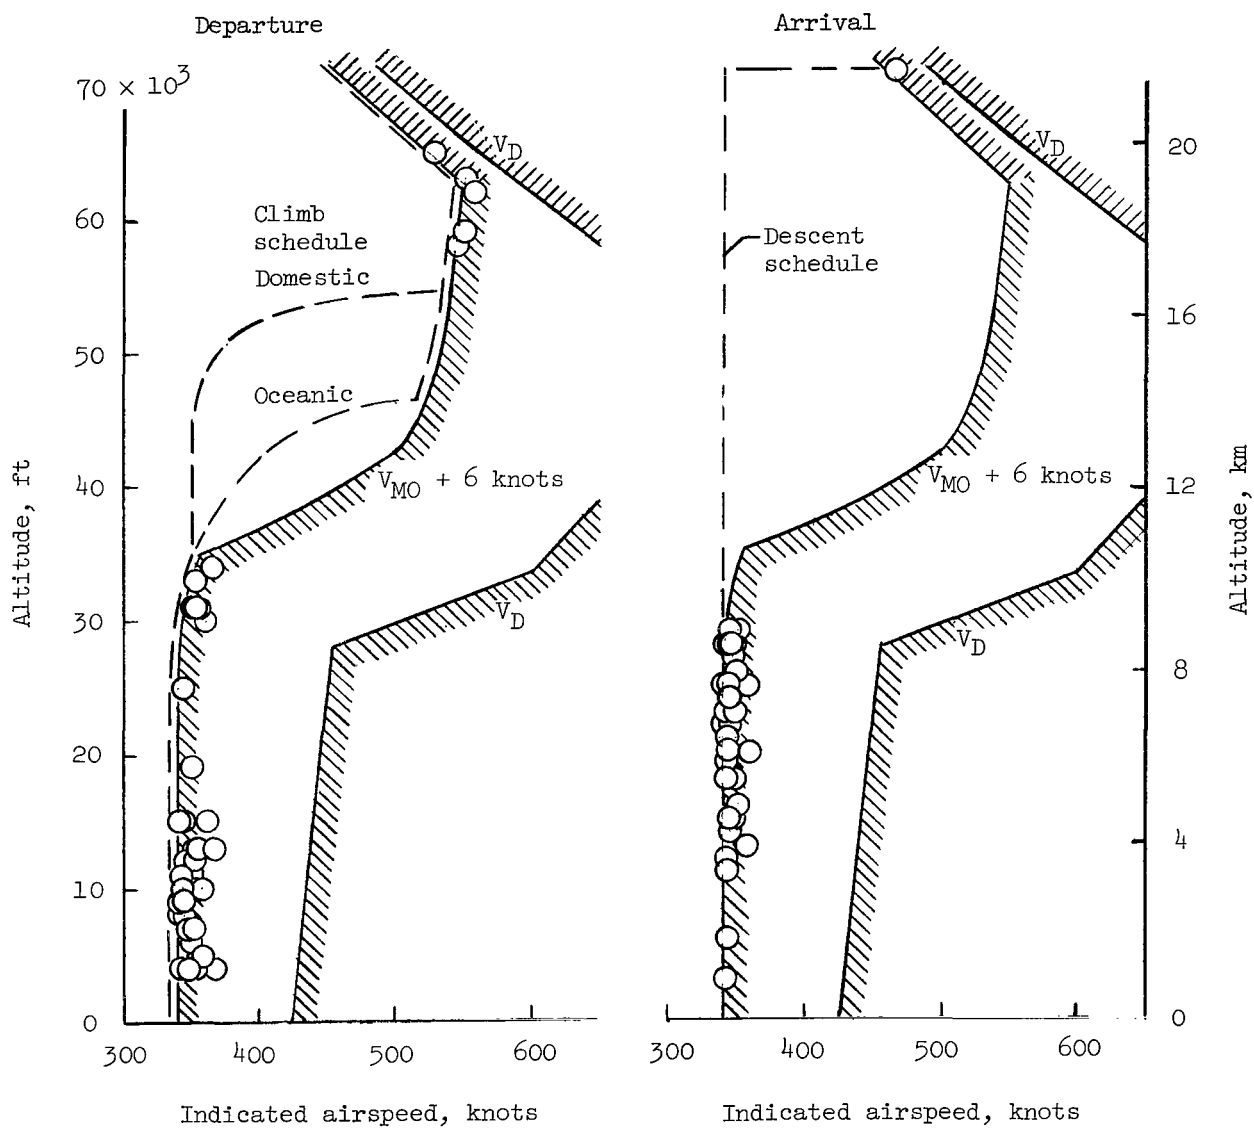 Departure
Arrival
70 × 10³
60
50
40
30
20
10
0
Altitude, ft
Climb
schedule
Domestic
Oceanic
V_D
V_MO + 6 knots
V_D
300
400
500
600
Indicated airspeed, knots
V_D
Descent
schedule
V_MO + 6 knots
V_D
20
16
12
8
4
0
Altitude, km
300
400
500
600
Indicated airspeed, knots